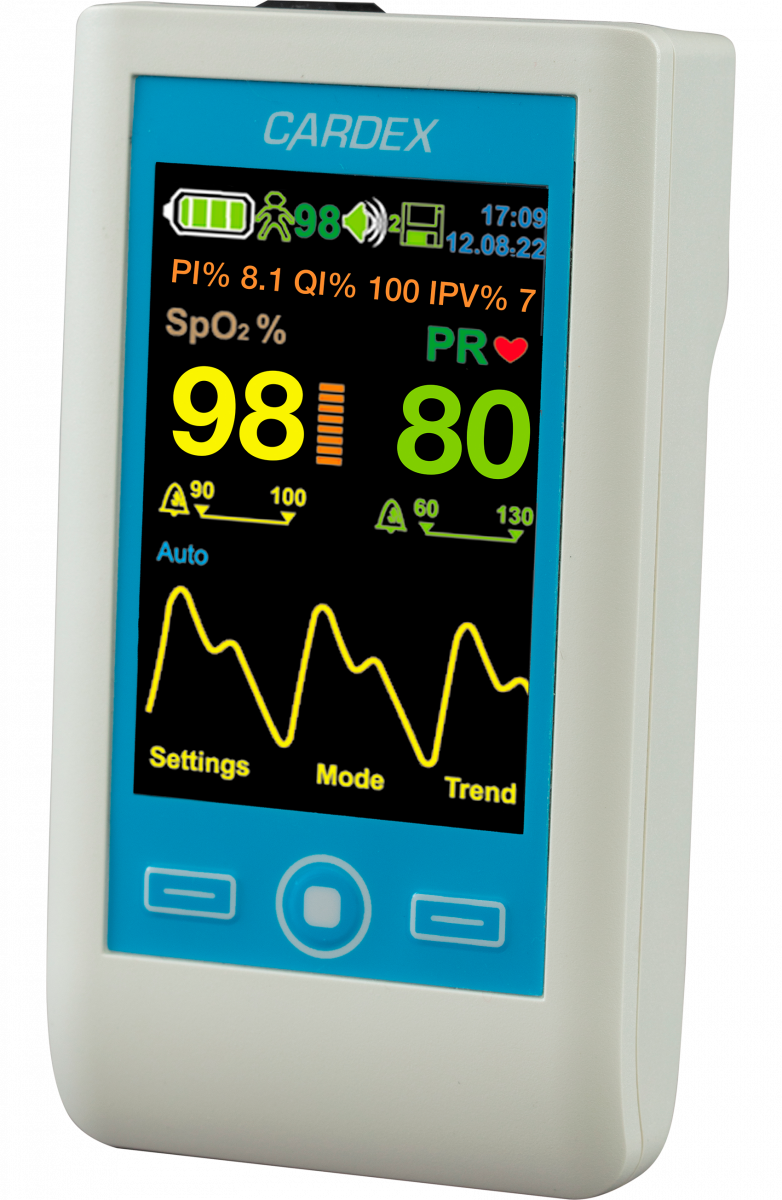 CARDEX
98 2 17:09
12.08.22
PI% 8.1 QI% 100 IPV% 7
SpO₂ % PR
98 80
90 100 60 130
Auto
Settings Mode Trend